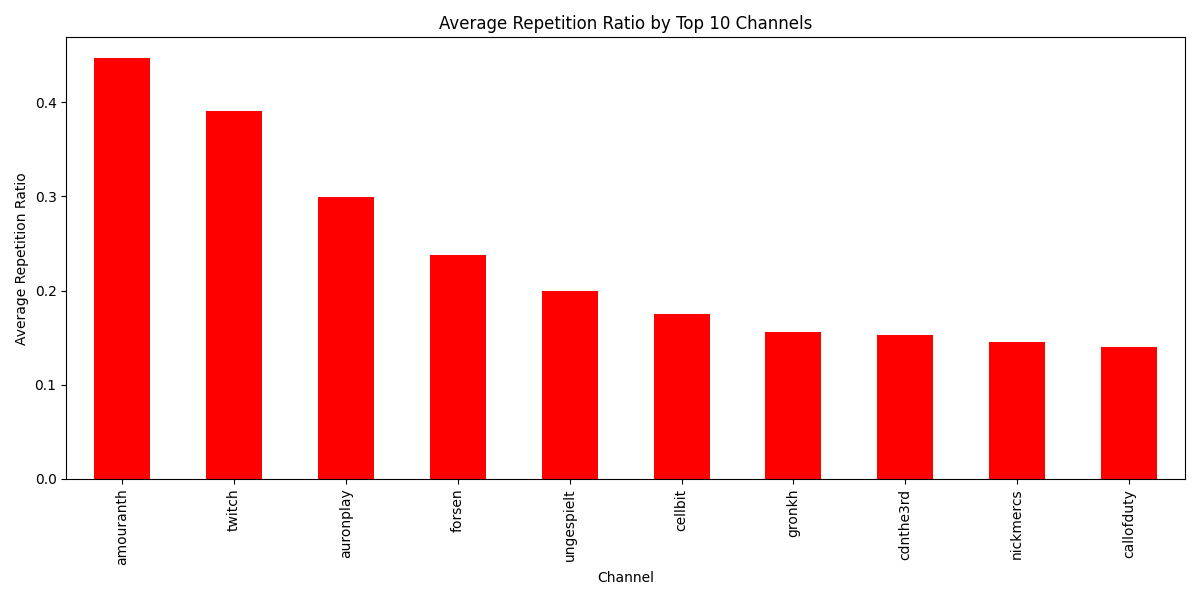 Average Repetition Ratio by Top 10 Channels
Average Repetition Ratio
0.4
0.3
0.2
0.1
0.0
amouranth
twitch
auronplay
forsen
ungespielt
cellbit
gronkh
cdnthe3rd
nickmercs
callofduty
Channel